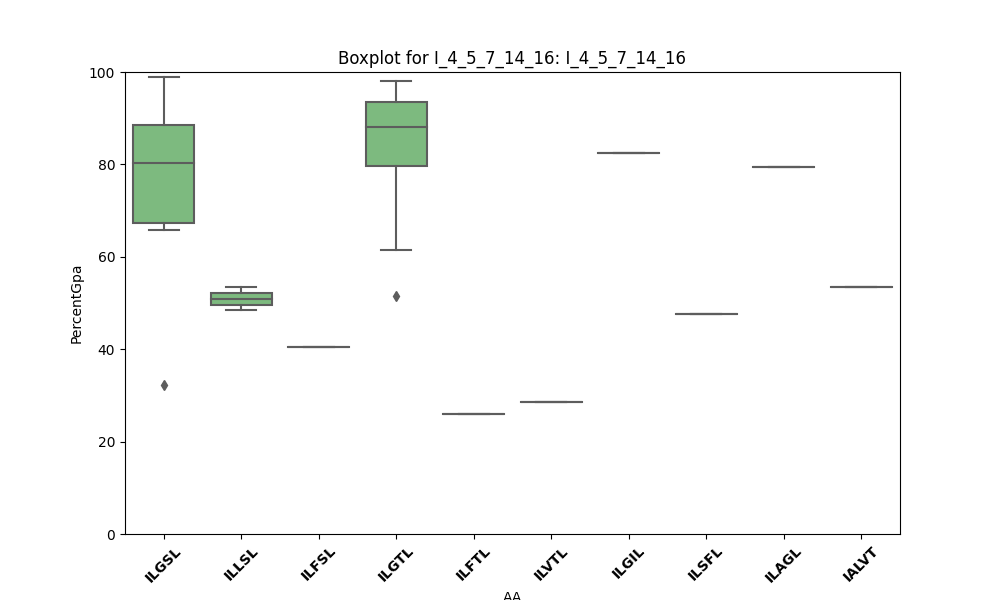 Boxplot for I_4_5_7_14_16: I_4_5_7_14_16
100
80
60
40
20
0
PercentGpa
ILGSL
ILLSL
ILFSL
ILGTL
ILFTL
ILVTL
ILGIL
ILSFL
ILAGL
IALVT
AA